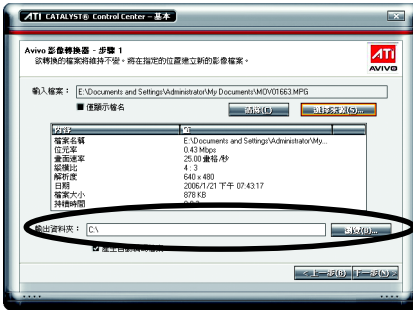 ATI CATALYST® Control Center – 基本
Avivo 影像轉換器 - 步驟 1
欲轉換的檔案將維持不變。將在指定的位置建立新的影像檔案。
ATI
AVIVO
輸入檔案： E:\Documents and Settings\Administrator\My Documents\MOV01663.MPG
僅顯示檔名
瀏覽(S)...
內容 值
檔案名稱 E:\Documents and Settings\Administrator\My...
位元率 0.43 Mbps
畫面速率 25.00 畫格/秒
縱橫比 4 : 3
解析度 640 x 480
日期 2006/1/21 下午 07:43:17
檔案大小 878 KB
持續時間
輸出資料夾： C:\
瀏覽(B)...
< 上一步(B) 下一步(N) >